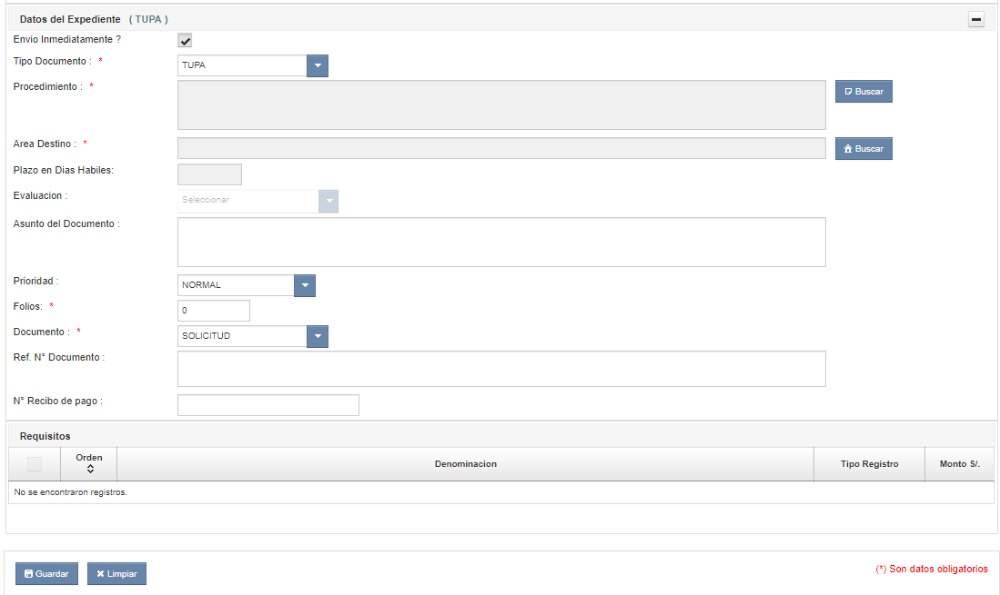 Datos del Expediente ( TUPA )
Envio Inmediatamente ?
Tipo Documento : * TUPA
Procedimiento : * Buscar
Area Destino : * Buscar
Plazo en Dias Habiles:
Evaluacion : Seleccionar
Asunto del Documento :
Prioridad : NORMAL
Folios: * 0
Documento : * SOLICITUD
Ref. N° Documento :
N° Recibo de pago :
Requisitos
Orden Denominacion Tipo Registro Monto S/.
No se encontraron registros.
Guardar Limpiar (*) Son datos obligatorios